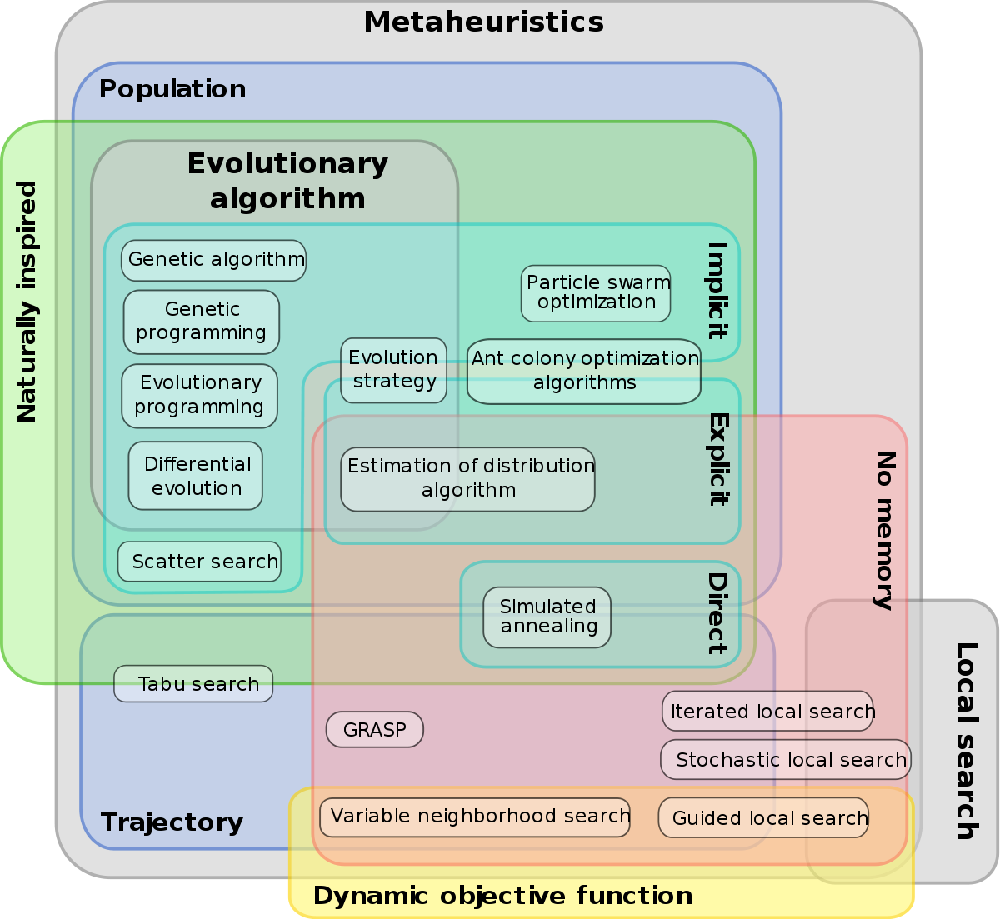 Metaheuristics
Population
Naturally inspired
Evolutionary
algorithm
Implicit
Genetic algorithm
Particle swarm
optimization
Genetic
programming
Evolution
strategy
Ant colony optimization
algorithms
Evolutionary
programming
Explicit
No memory
Differential
evolution
Estimation of distribution
algorithm
Scatter search
Direct
Simulated
annealing
Local search
Tabu search
GRASP
Iterated local search
Stochastic local search
Trajectory
Variable neighborhood search
Guided local search
Dynamic objective function